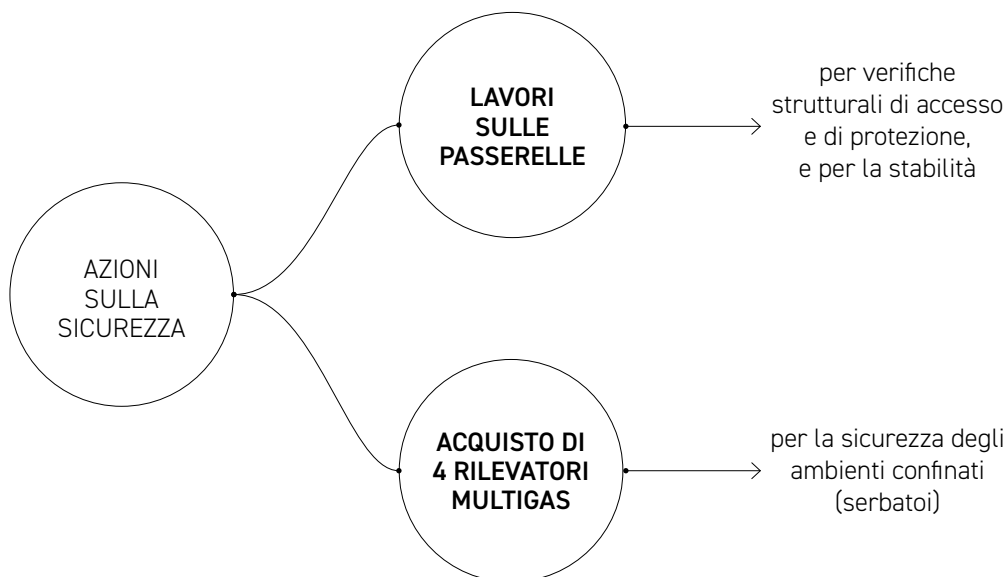 AZIONI
SULLA
SICUREZZA
LAVORI
SULLE
PASSERELLE
per verifiche
strutturali di accesso
e di protezione,
e per la stabilità
ACQUISTO DI
4 RILEVATORI
MULTIGAS
per la sicurezza degli
ambienti confinati
(serbatoi)